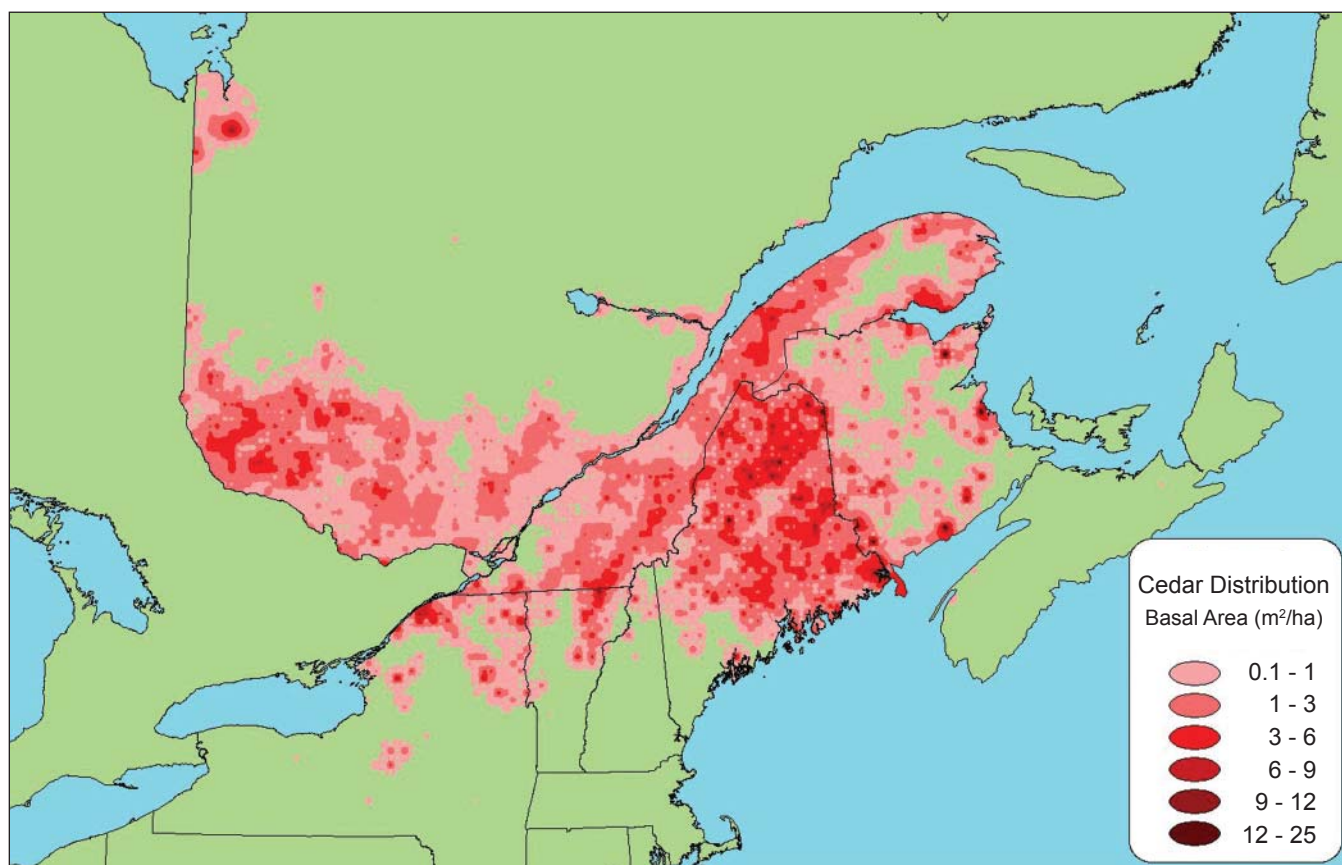 Cedar Distribution
Basal Area (m²/ha)
0.1 - 1
1 - 3
3 - 6
6 - 9
9 - 12
12 - 25